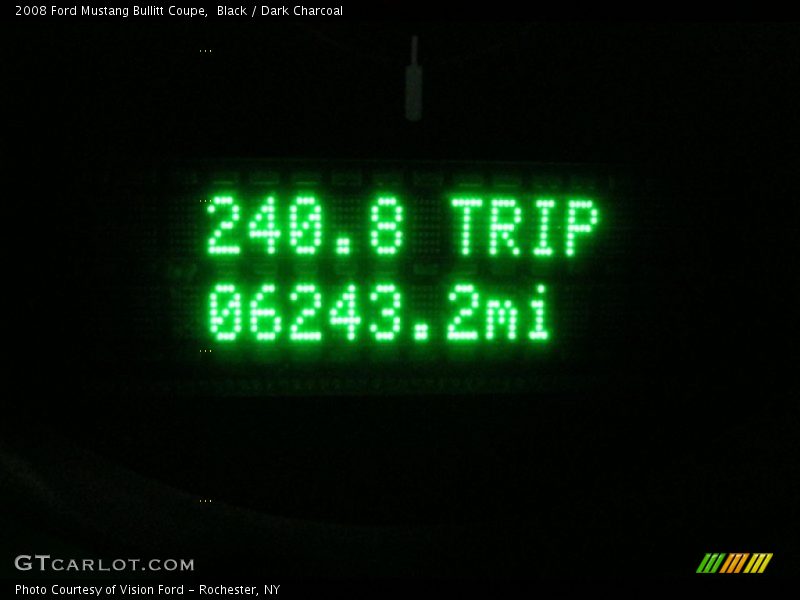 2008 Ford Mustang Bullitt Coupe,  Black / Dark Charcoal
240.8 TRIP
06243.2mi
GTCARLOT.COM
Photo Courtesy of Vision Ford - Rochester, NY